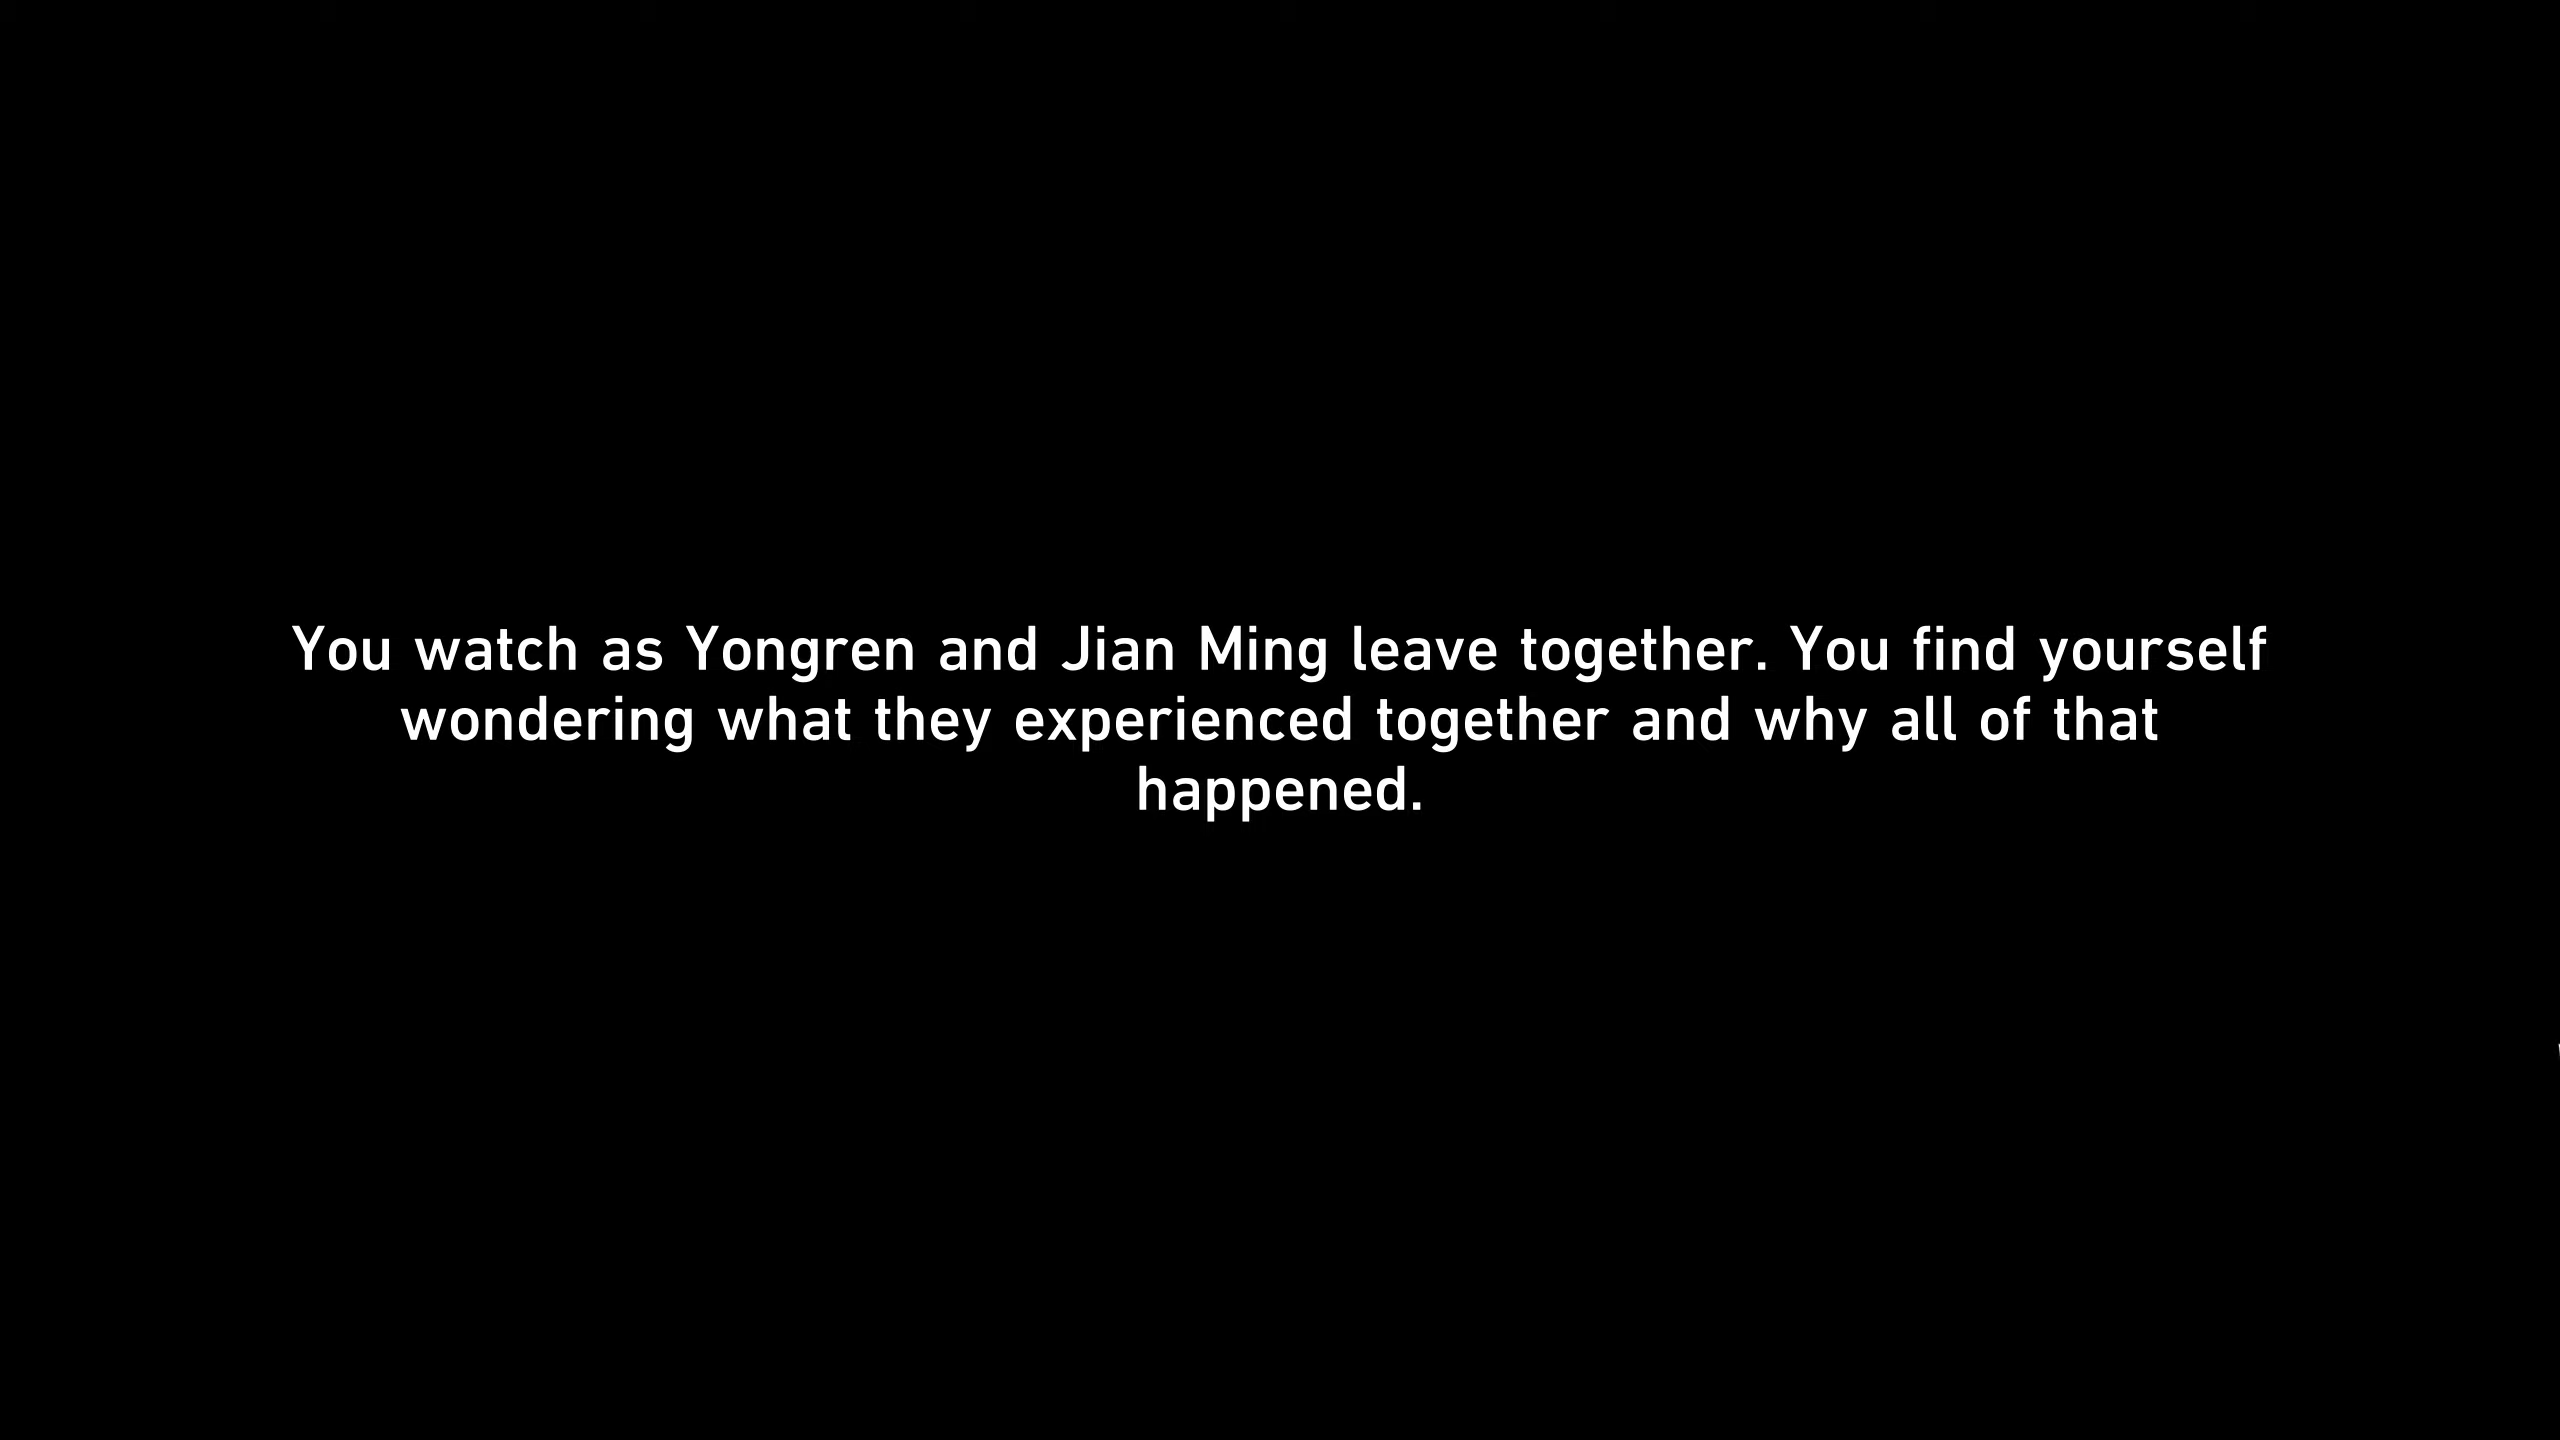 You watch as Yongren and Jian Ming leave together. You find yourself
wondering what they experienced together and why all of that
happened.